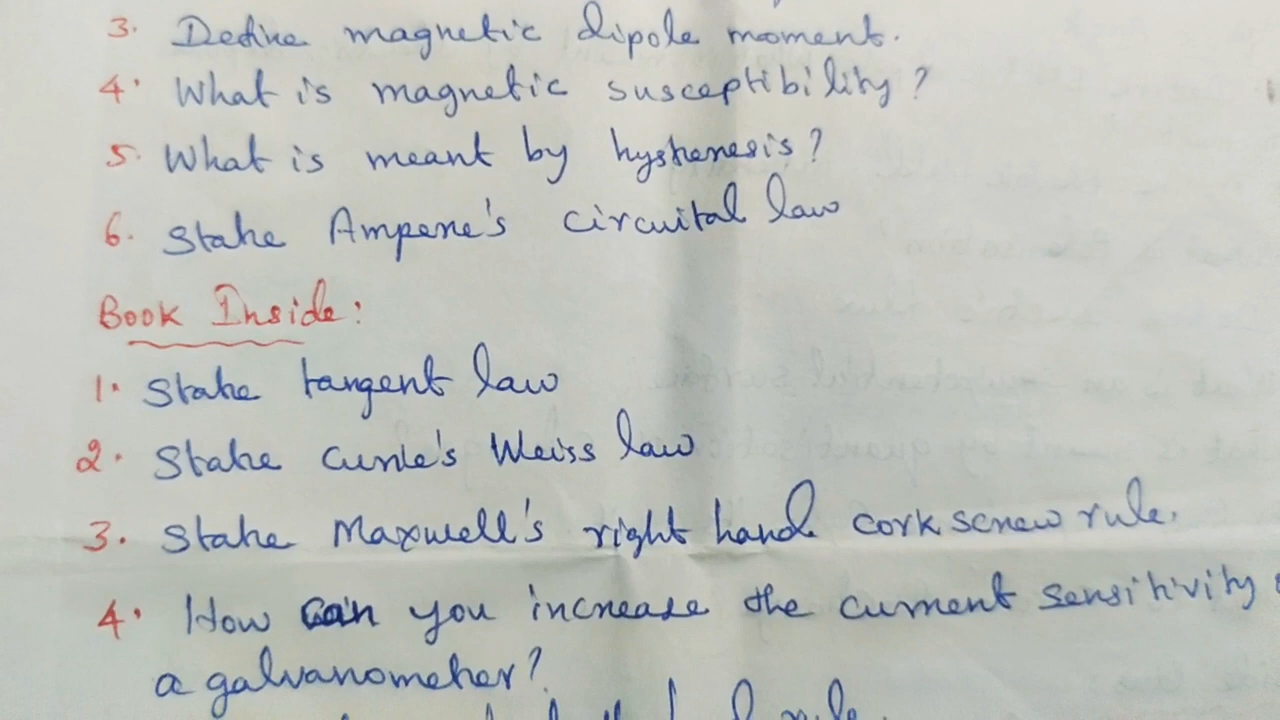 3. Define magnetic dipole moment.
4. What is magnetic susceptibility?
5. What is meant by hysteresis?
6. State Ampere's circuital law
Book Inside:
1. State tangent law
2. State Curie's Weiss law
3. State Maxwell's right hand cork screw rule.
4. How can you increase the current sensitivity
a galvanometer?
rule.